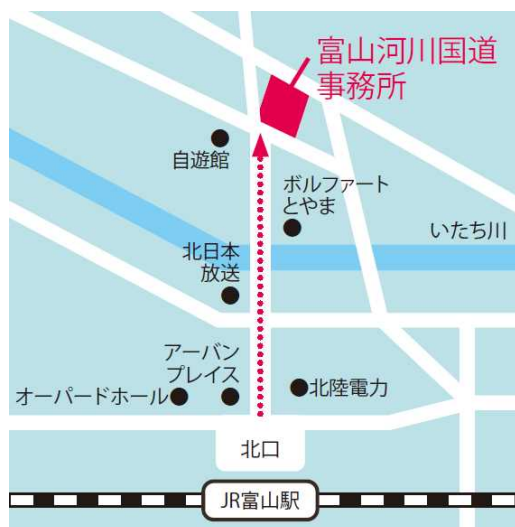 富山河川国道
事務所
自遊館
ボルファート
とやま
いたち川
北日本
放送
アーバン
プレイス
オーパードホール
北陸電力
北口
JR富山駅